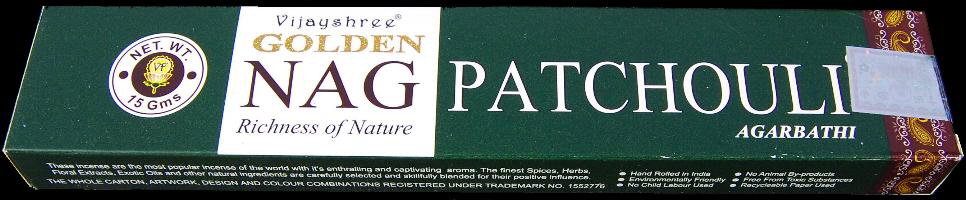 Vijayshree®
GOLDEN
NAG
Richness of Nature
NET. WT.
VF
15 Gms
PATCHOULI
AGARBATHI
These incense are the most popular incense of the world with it's enthralling and captivating aroma. The finest Spices, Herbs,
Floral Extracts, Exotic Oils and other natural ingredients are carefully selected and skillfully blended for their positive influence.
THE WHOLE CARTON, ARTWORK, DESIGN AND COLOUR COMBINATIONS REGISTERED UNDER TRADEMARK NO. 1552776
• Hand Rolled in India
• Environmentally Friendly
• No Child Labour Used
• No Animal By-products
• Free From Toxic Substances
• Recycleable Paper Used